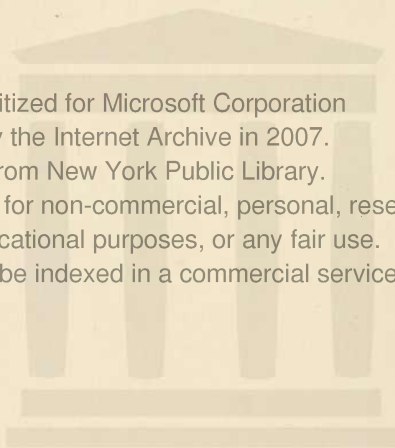 itized for Microsoft Corporation
y the Internet Archive in 2007.
rom New York Public Library.
for non-commercial, personal, rese
cational purposes, or any fair use.
be indexed in a commercial service